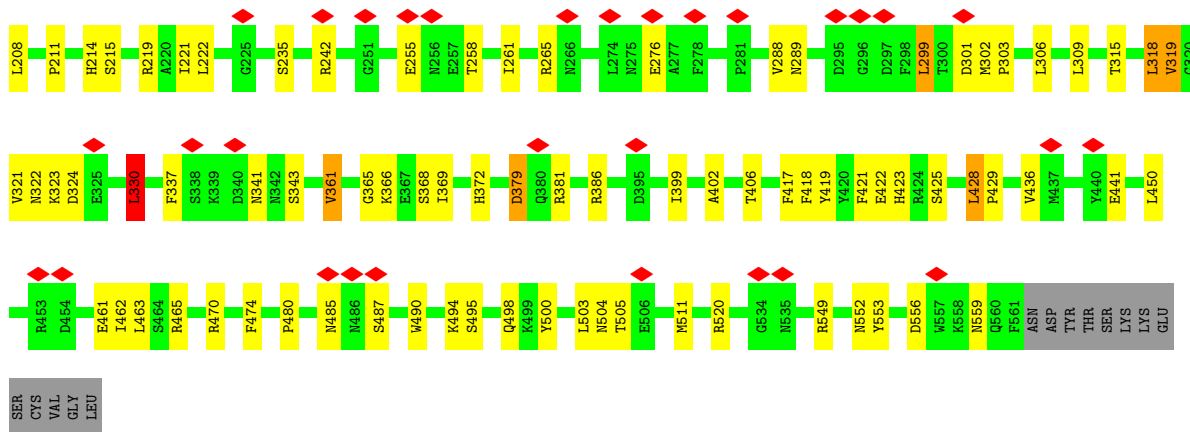 L208 P211 H214 S215 R219 A220 I221 L222 G225 S235 R242 G251 E255 N256 E257 T258 I261 R265 N266 L274 N275 E276 A277 F278 P281 V288 N289 D295 G296 D297 F298 L299 T300 D301 M302 P303 L306 L309 T315 L318 V319
V321 N322 K323 D324 E325 L330 F337 S338 K339 D340 N341 N342 S343 V361 G365 K366 E367 S368 I369 H372 D379 Q380 R381 R386 D395 I399 A402 T406 F417 F418 Y419 Y420 F421 E422 H423 R424 S425 L428 P429 V436 M437 Y440 E441 L450
R453 D454 E461 I462 L463 S464 R465 R470 F474 P480 N485 N486 S487 W490 K494 S495 Q498 K499 Y500 L503 N504 T505 E506 M511 R520 G534 N535 R549 N552 Y553 D556 W557 K558 N559 Q560 F561 ASN ASP TYR THR SER LYS LYS GLU
SER CYS VAL GLY LEU